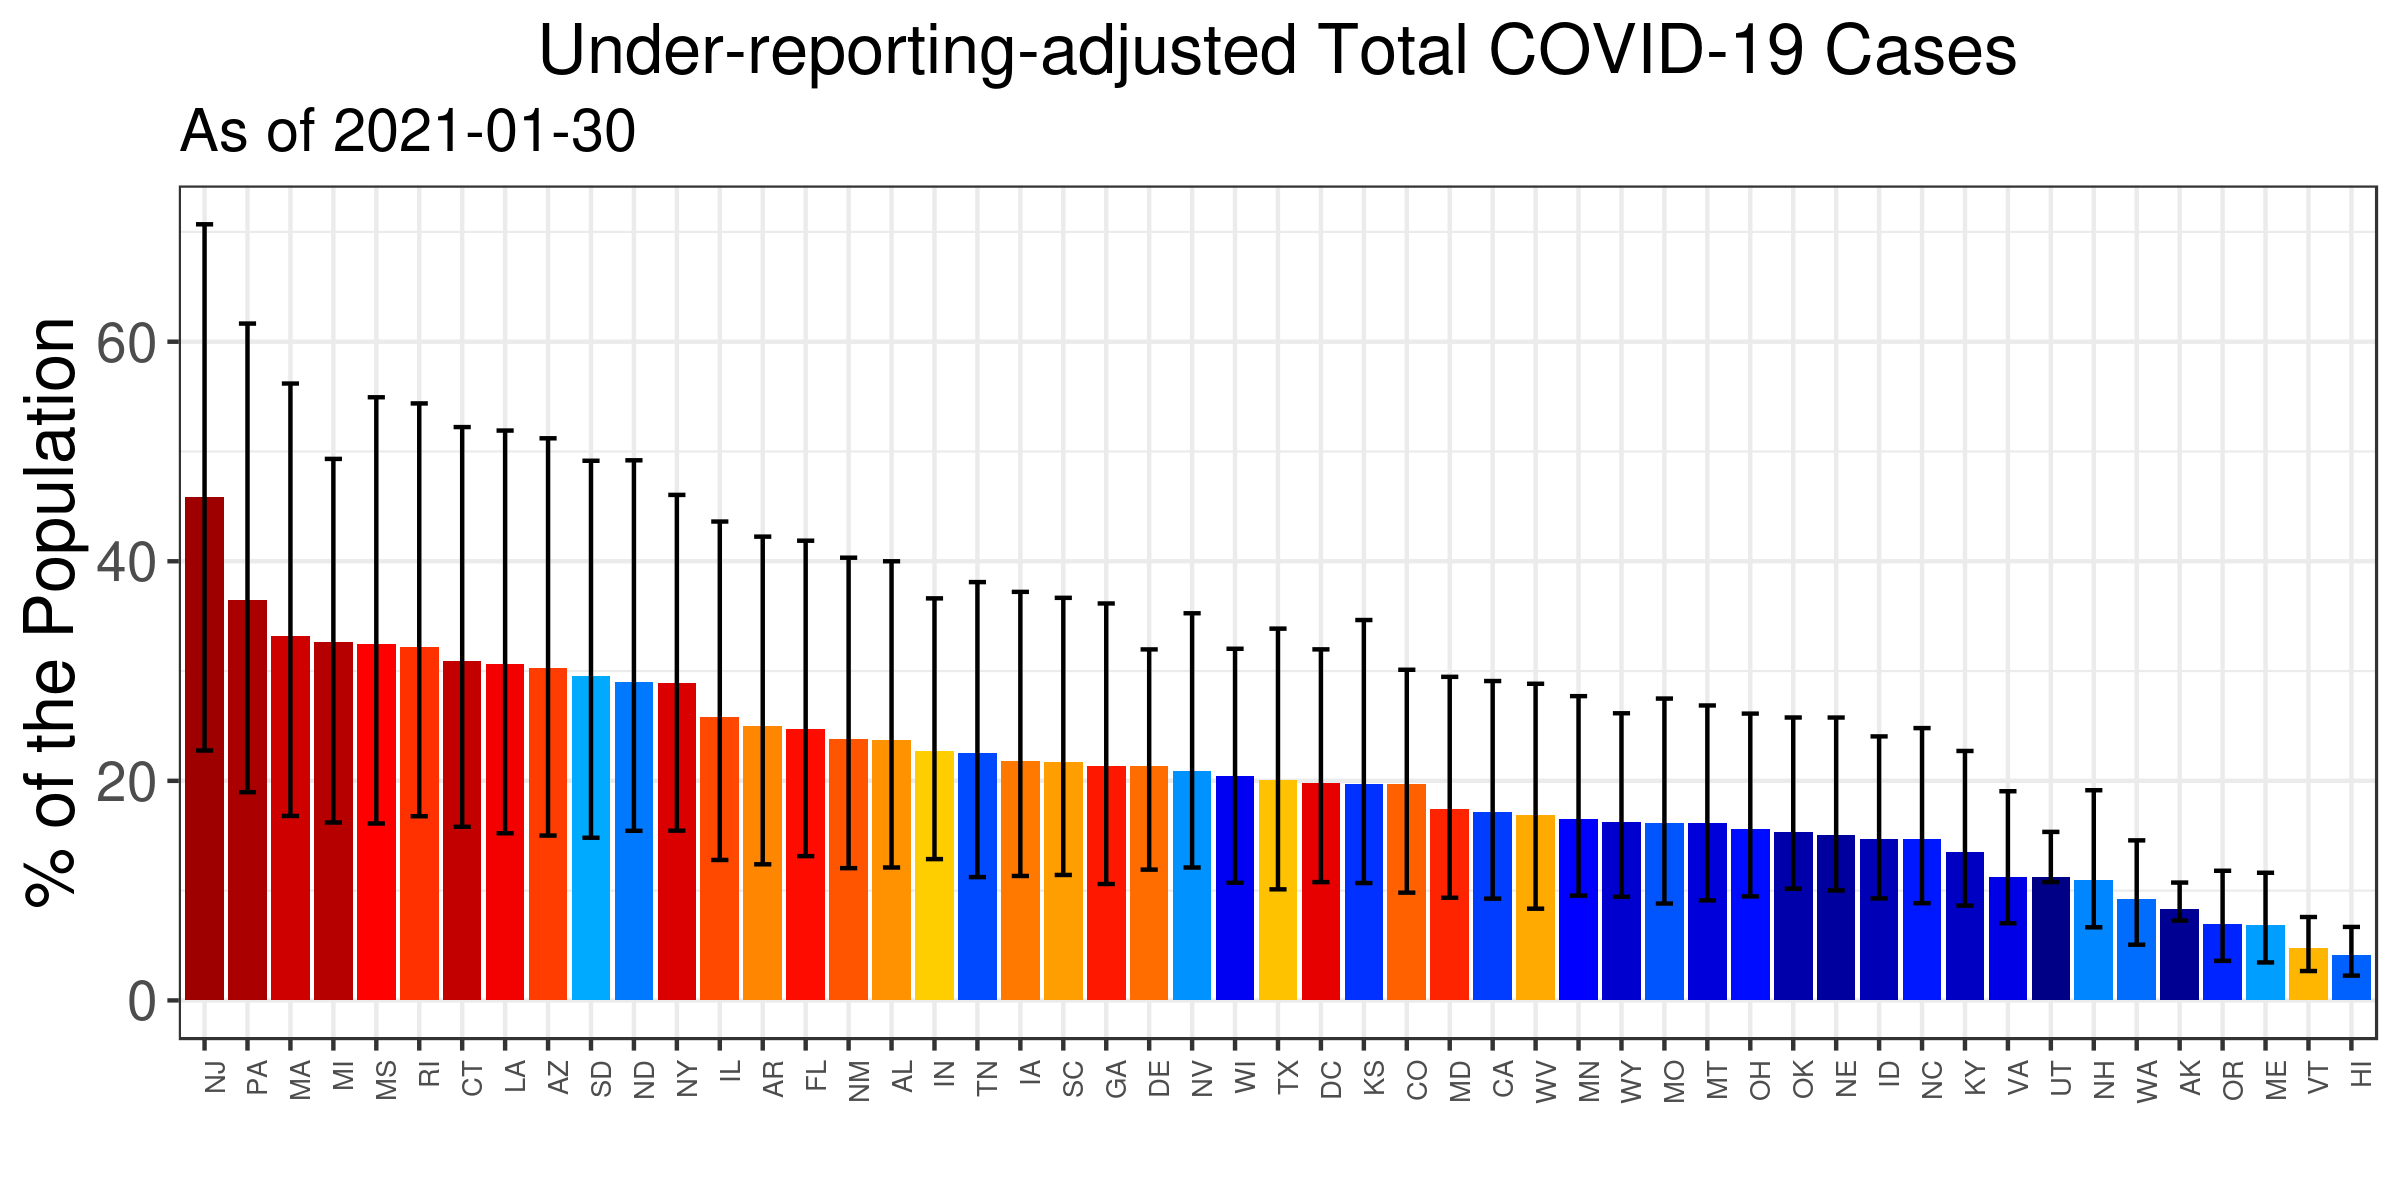 Under-reporting-adjusted Total COVID-19 Cases
As of 2021-01-30
% of the Population
60
40
20
0
NJ PA MA MI MS RI CT LA AZ SD ND NY IL AR FL NM AL IN TN IA SC GA DE NV WI TX DC KS CO MD CA WV MN WY MO MT OH OK NE ID NC KY VA UT NH WA AK OR ME VT HI